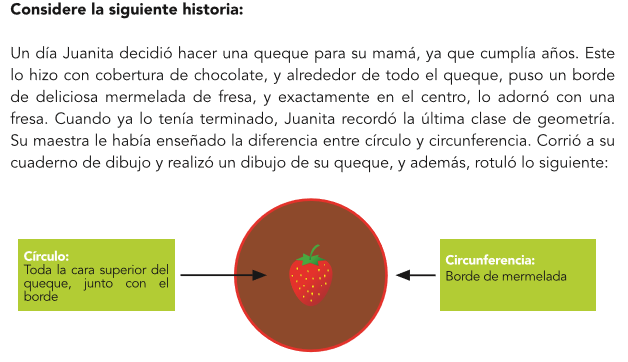 Considere la siguiente historia:
Un día Juanita decidió hacer una queque para su mamá, ya que cumplía años. Este
lo hizo con cobertura de chocolate, y alrededor de todo el queque, puso un borde
de deliciosa mermelada de fresa, y exactamente en el centro, lo adornó con una
fresa. Cuando ya lo tenía terminado, Juanita recordó la última clase de geometría.
Su maestra le había enseñado la diferencia entre círculo y circunferencia. Corrió a su
cuaderno de dibujo y realizó un dibujo de su queque, y además, rotuló lo siguiente:
Círculo:
Toda la cara superior del
queque, junto con el
borde
Circunferencia:
Borde de mermelada